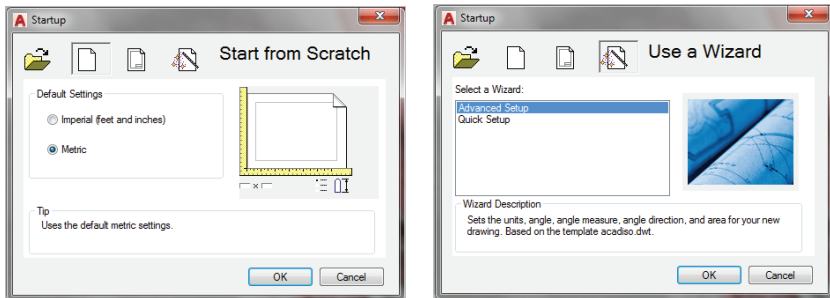 Startup
Start from Scratch
Default Settings
Imperial (feet and inches)
Metric
Tip
Uses the default metric settings.
OK
Cancel
Startup
Use a Wizard
Select a Wizard:
Advanced Setup
Quick Setup
Wizard Description
Sets the units, angle, angle measure, angle direction, and area for your new
drawing. Based on the template acadiso.dwt.
OK
Cancel